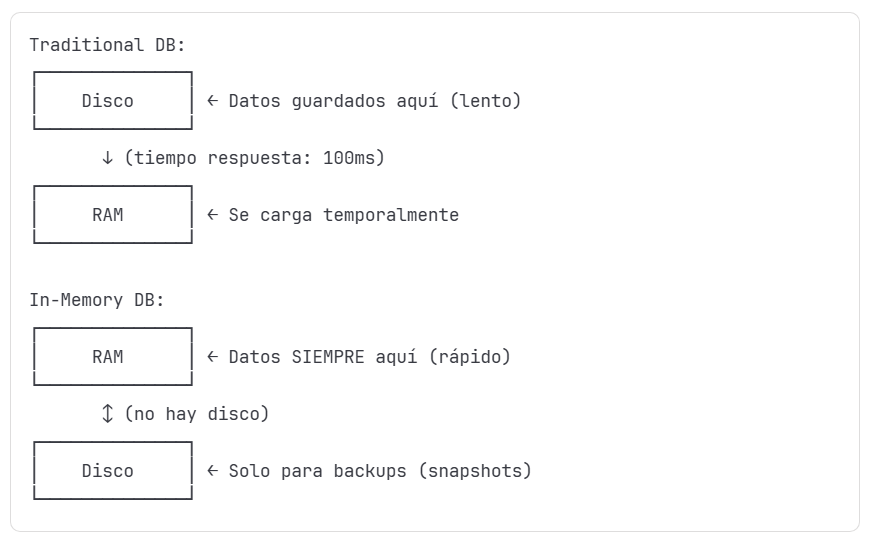 Traditional DB:
Disco ← Datos guardados aquí (lento)
↓ (tiempo respuesta: 100ms)
RAM ← Se carga temporalmente
In-Memory DB:
RAM ← Datos SIEMPRE aquí (rápido)
↕ (no hay disco)
Disco ← Solo para backups (snapshots)